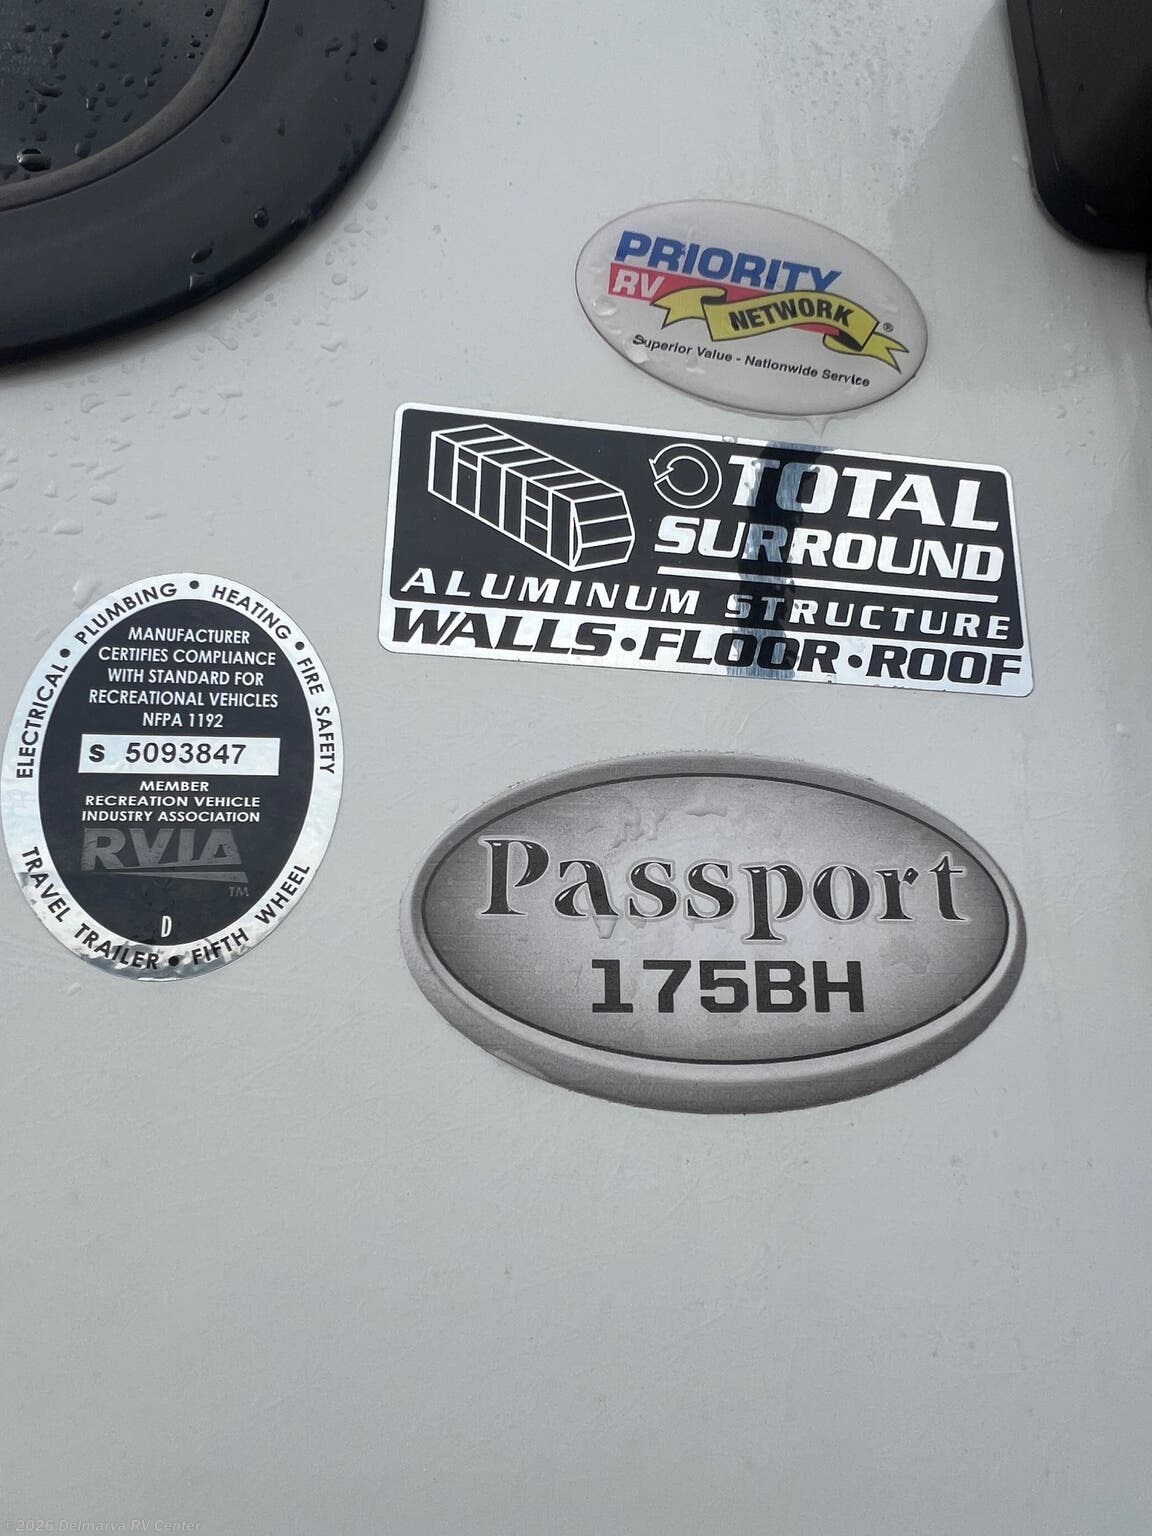 PRIORITY
RV
NETWORK
®
Superior Value - Nationwide Service
TOTAL
SURROUND
ALUMINUM STRUCTURE
WALLS • FLOOR • ROOF
ELECTRICAL • PLUMBING • HEATING • FIRE SAFETY
MANUFACTURER
CERTIFIES COMPLIANCE
WITH STANDARD FOR
RECREATIONAL VEHICLES
NFPA 1192
S 5093847
MEMBER
RECREATION VEHICLE
INDUSTRY ASSOCIATION
RVIA
TM
D
TRAVEL TRAILER • FIFTH WHEEL
Passport
175BH
©2026 Delmarva RV Center